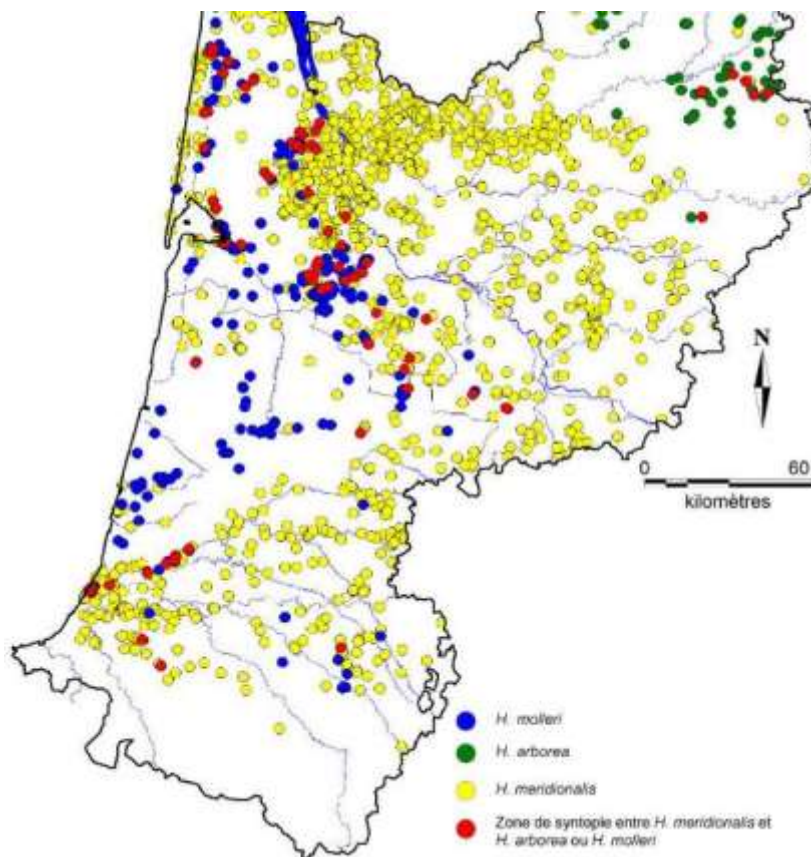 N
0 60
kilomètres
H. molleri
H. arborea
H. meridionalis
Zone de syntopie entre H. meridionalis et
H. arborea ou H. molleri